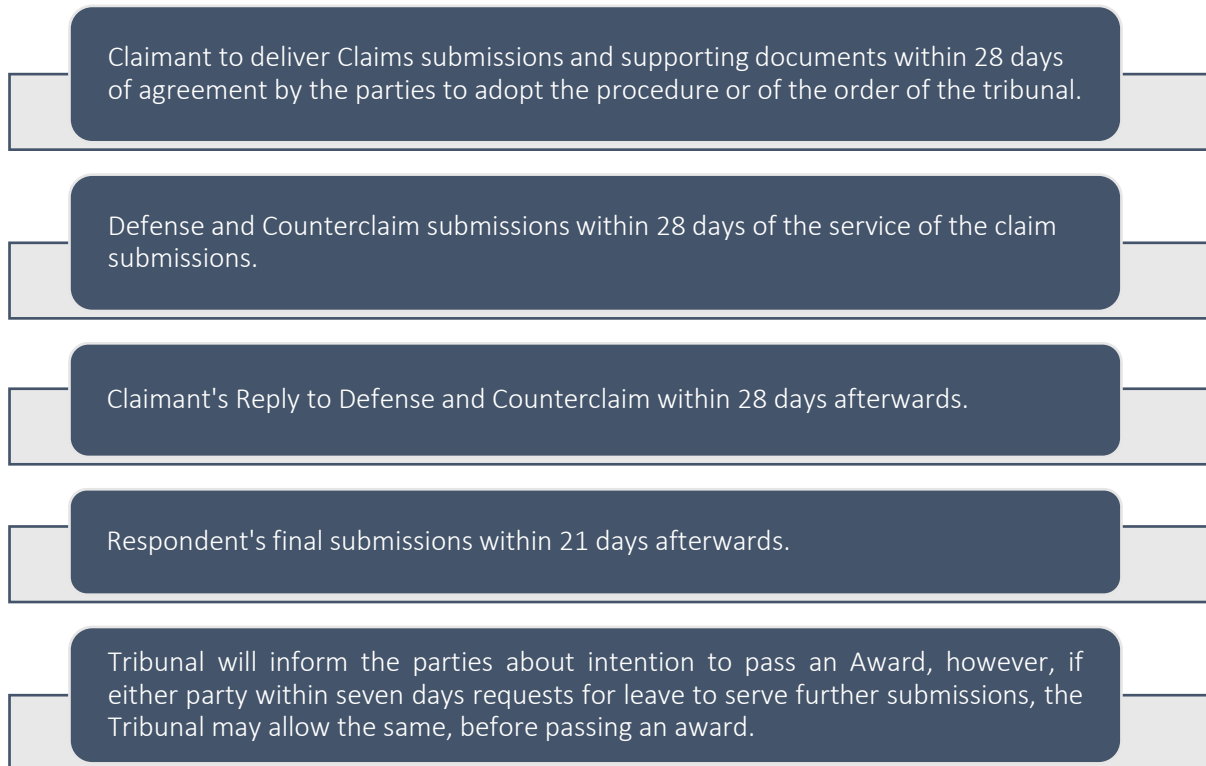 Claimant to deliver Claims submissions and supporting documents within 28 days
of agreement by the parties to adopt the procedure or of the order of the tribunal.
Defense and Counterclaim submissions within 28 days of the service of the claim
submissions.
Claimant's Reply to Defense and Counterclaim within 28 days afterwards.
Respondent's final submissions within 21 days afterwards.
Tribunal will inform the parties about intention to pass an Award, however, if
either party within seven days requests for leave to serve further submissions, the
Tribunal may allow the same, before passing an award.